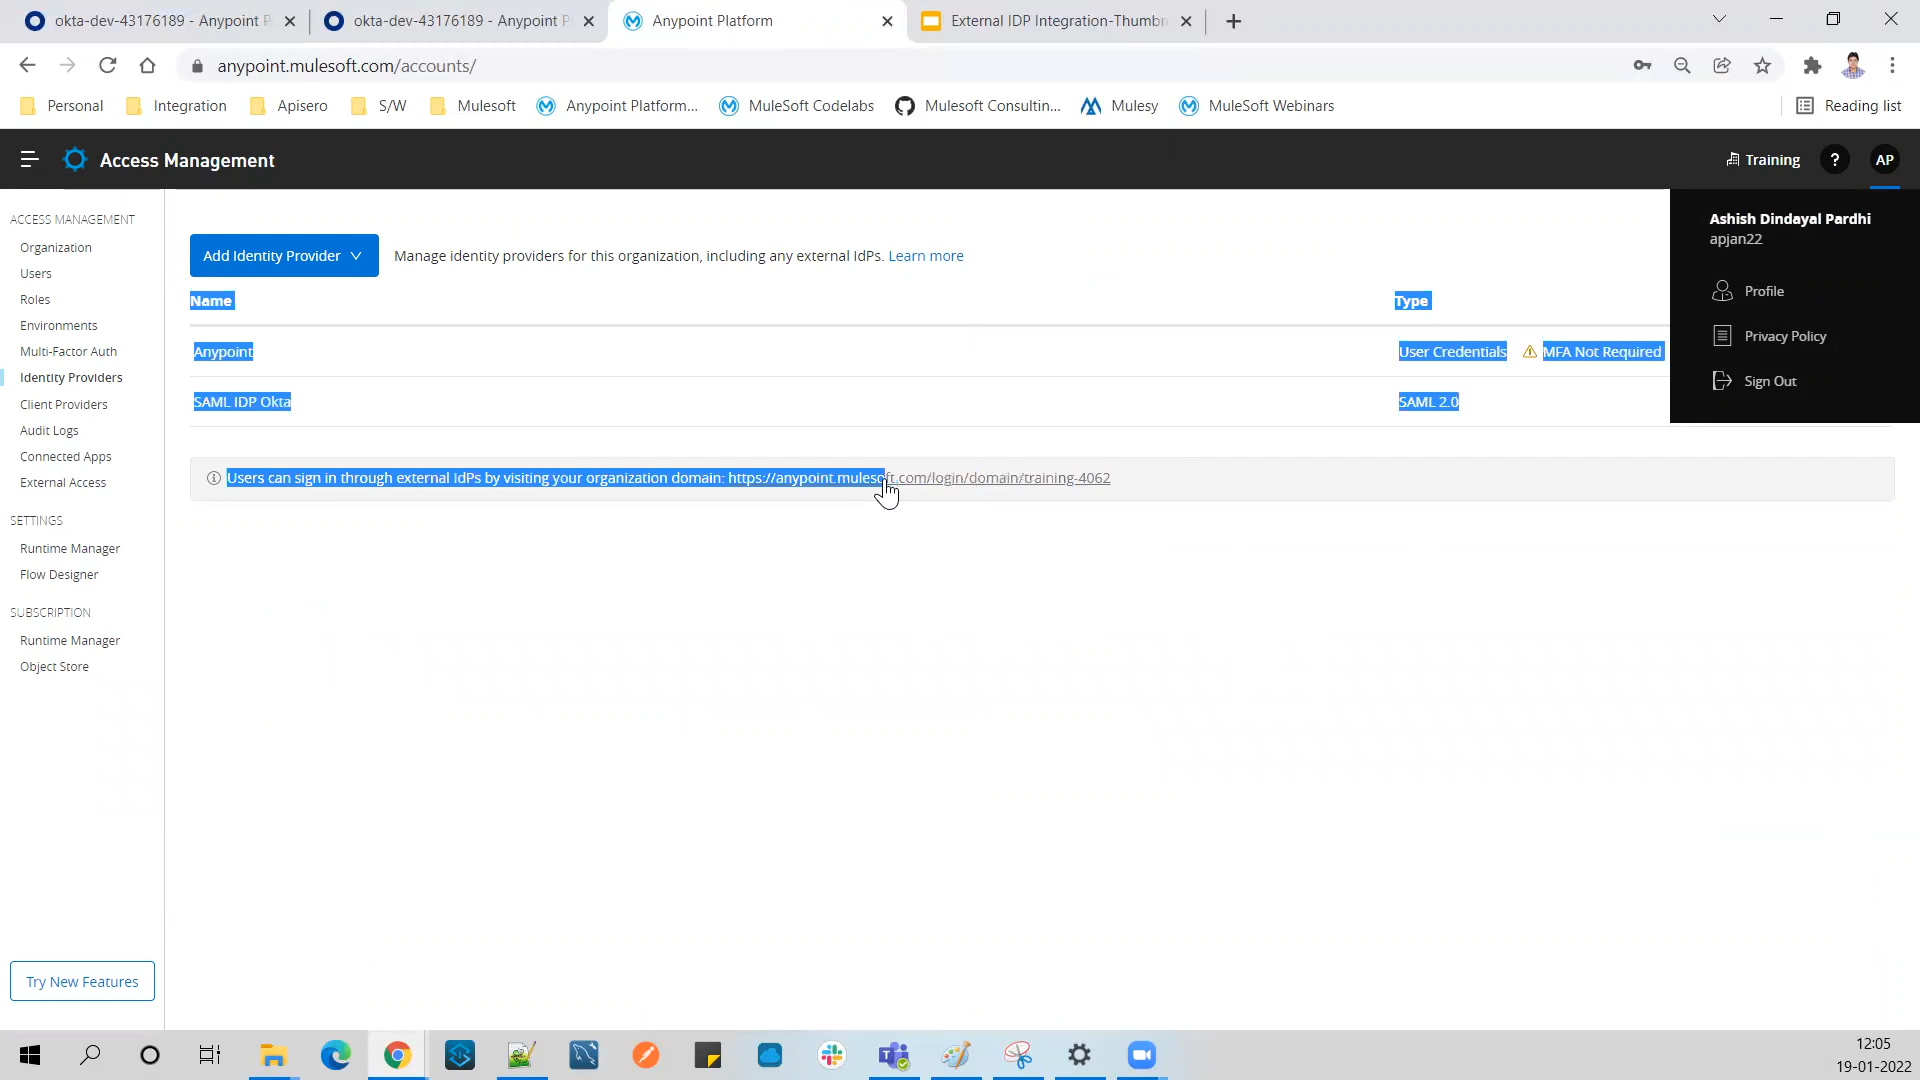 okta-dev-43176189 - Anypoint P
okta-dev-43176189 - Anypoint P
Anypoint Platform
External IDP Integration-Thumbn
anypoint.mulesoft.com/accounts/
Personal
Integration
Apisero
S/W
Mulesoft
Anypoint Platform...
MuleSoft Codelabs
Mulesoft Consultin...
Mulesy
MuleSoft Webinars
Reading list
Access Management
Training
?
AP
ACCESS MANAGEMENT
Organization
Users
Roles
Environments
Multi-Factor Auth
Identity Providers
Client Providers
Audit Logs
Connected Apps
External Access
SETTINGS
Runtime Manager
Flow Designer
SUBSCRIPTION
Runtime Manager
Object Store
Try New Features
Add Identity Provider
Manage identity providers for this organization, including any external IdPs. Learn more
Name Type
Anypoint User Credentials MFA Not Required
SAML IDP Okta SAML 2.0
Users can sign in through external IdPs by visiting your organization domain: https://anypoint.mulesoft.com/login/domain/training-4062
Ashish Dindayal Pardhi
apjan22
Profile
Privacy Policy
Sign Out
12:05
19-01-2022